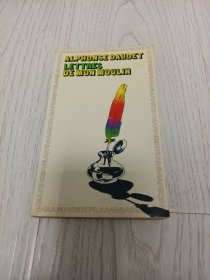 ALPHONSE DAUDET
LETTRES
DE MON MOULIN
GARNIER FLAMMARION